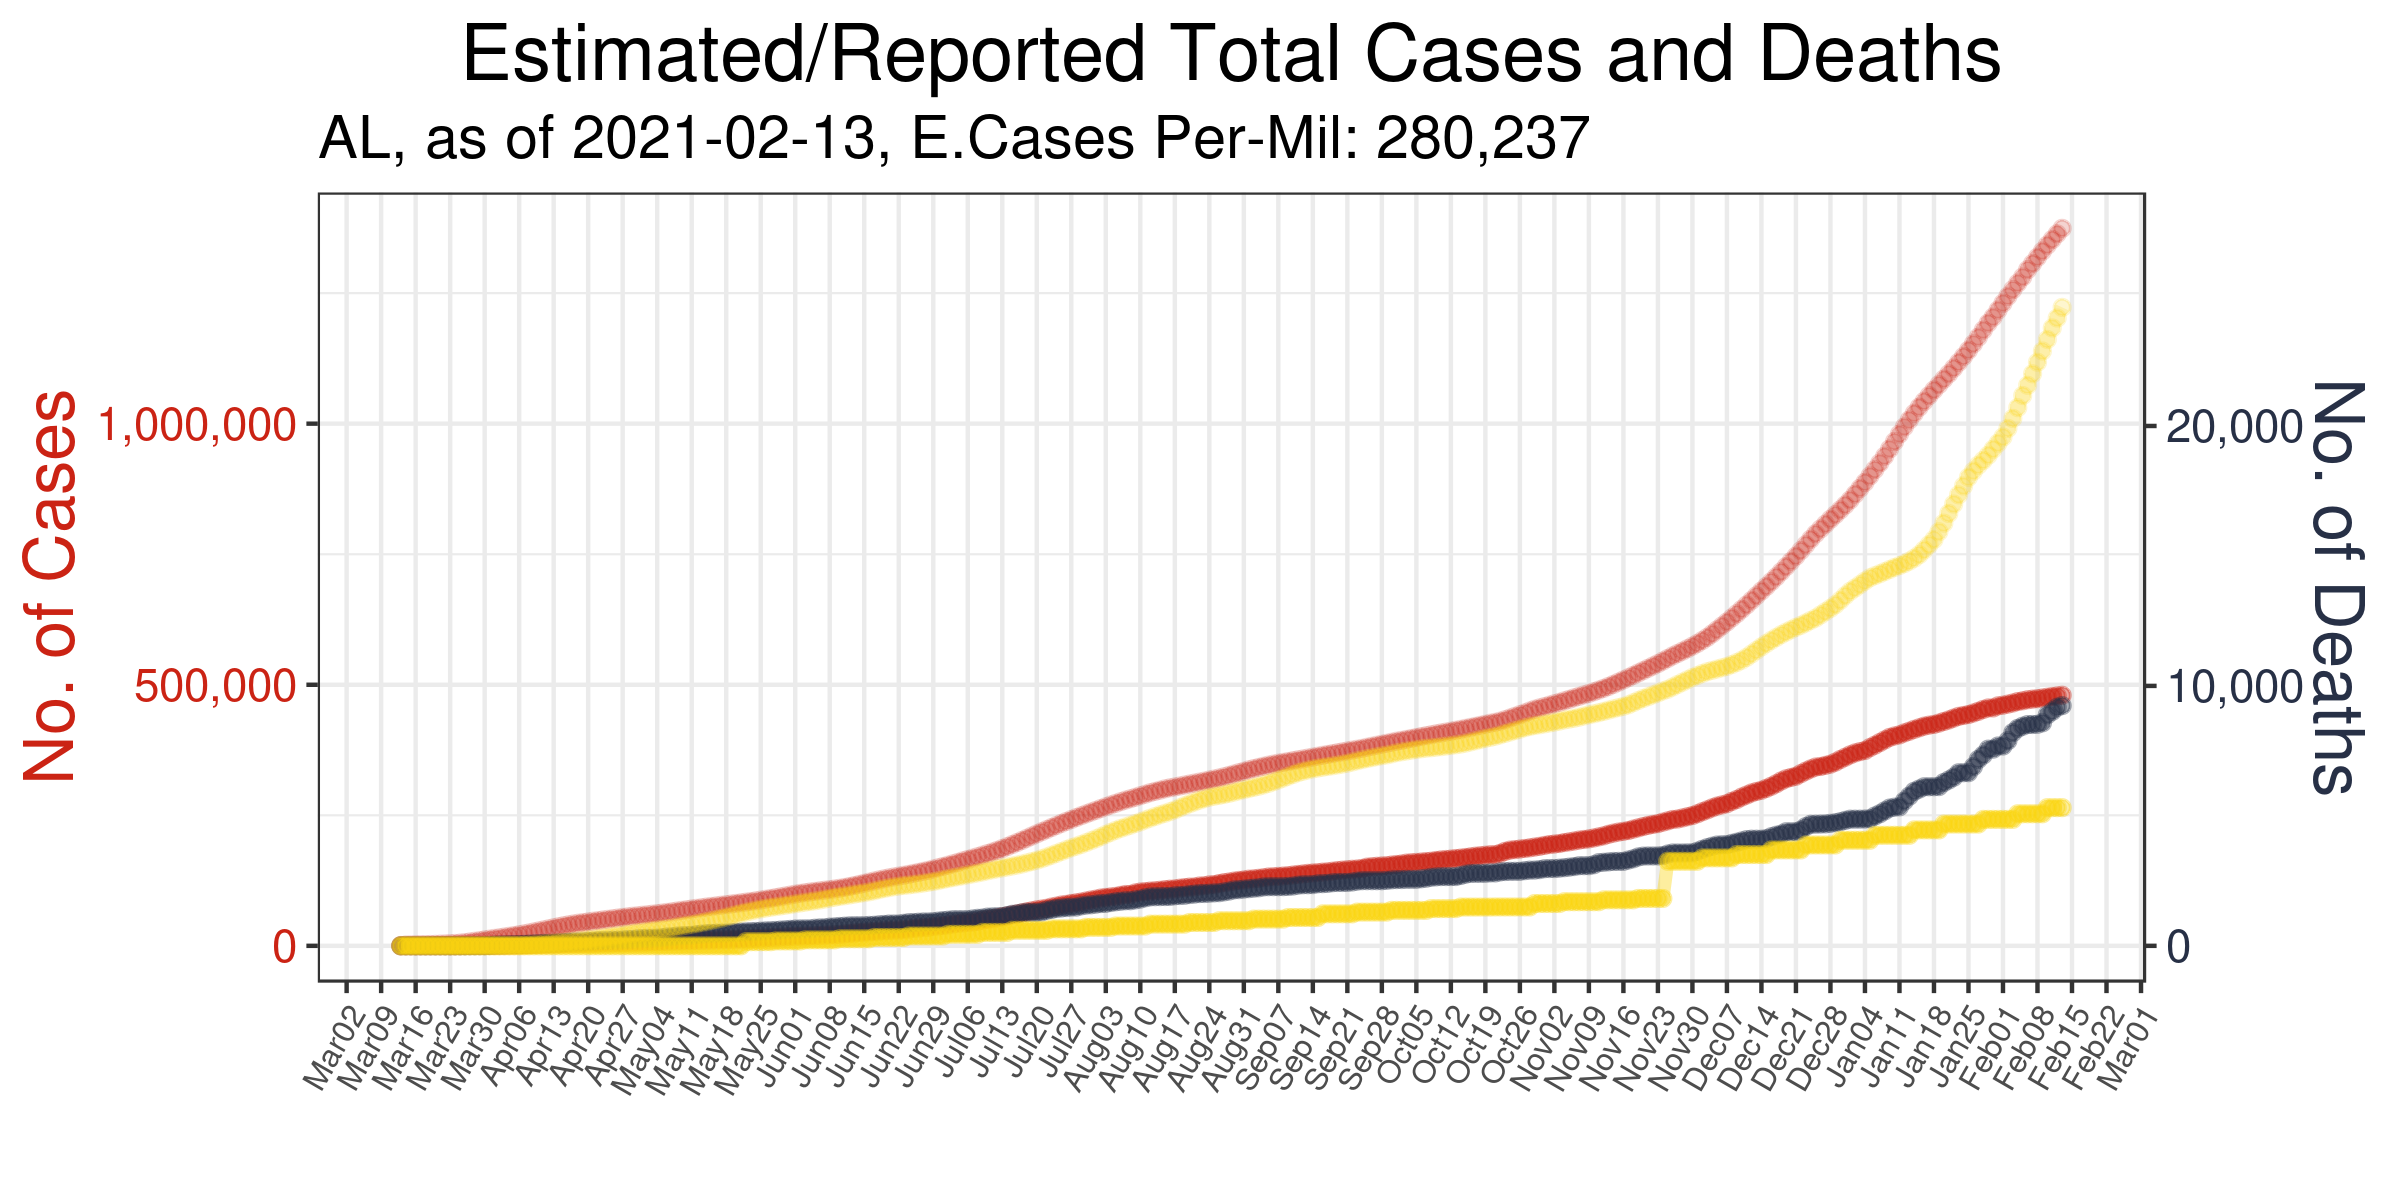 Estimated/Reported Total Cases and Deaths
AL, as of 2021-02-13, E.Cases Per-Mil: 280,237
No. of Cases
1,000,000
500,000
0
20,000
10,000
0
No. of Deaths
Mar02
Mar09
Mar16
Mar23
Mar30
Apr06
Apr13
Apr20
Apr27
May04
May11
May18
May25
Jun01
Jun08
Jun15
Jun22
Jun29
Jul06
Jul13
Jul20
Jul27
Aug03
Aug10
Aug17
Aug24
Aug31
Sep07
Sep14
Sep21
Sep28
Oct05
Oct12
Oct19
Oct26
Nov02
Nov09
Nov16
Nov23
Nov30
Dec07
Dec14
Dec21
Dec28
Jan04
Jan11
Jan18
Jan25
Feb01
Feb08
Feb15
Feb22
Mar01